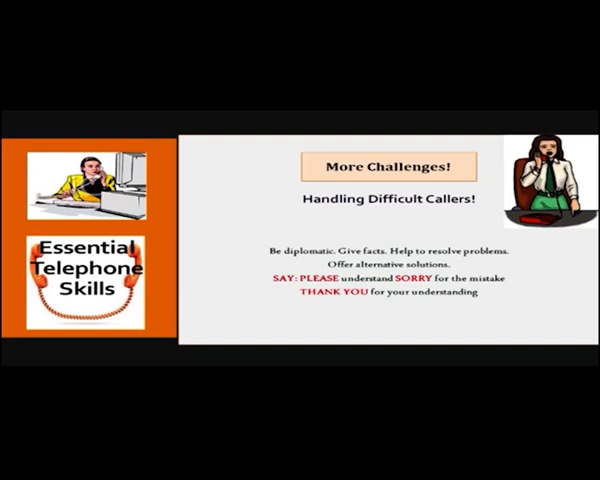 Essential
Telephone
Skills
More Challenges!
Handling Difficult Callers!
Be diplomatic. Give facts. Help to resolve problems.
Offer alternative solutions.
SAY: PLEASE understand SORRY for the mistake
THANK YOU for your understanding